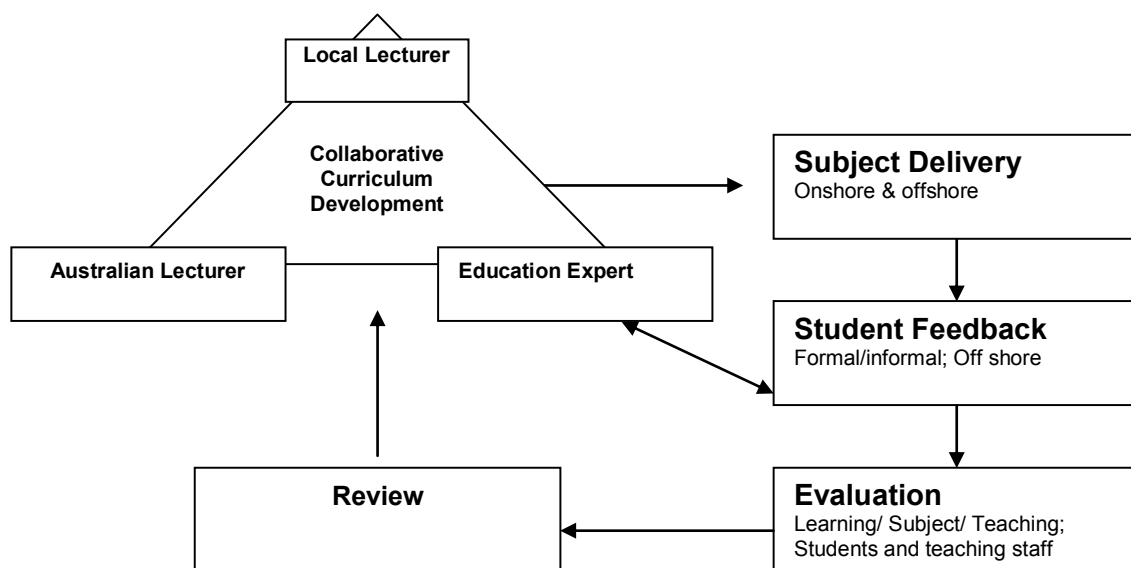 Local Lecturer
Collaborative
Curriculum
Development
Australian Lecturer
Education Expert
Subject Delivery
Onshore & offshore
Student Feedback
Formal/informal; Off shore
Review
Evaluation
Learning/ Subject/ Teaching;
Students and teaching staff